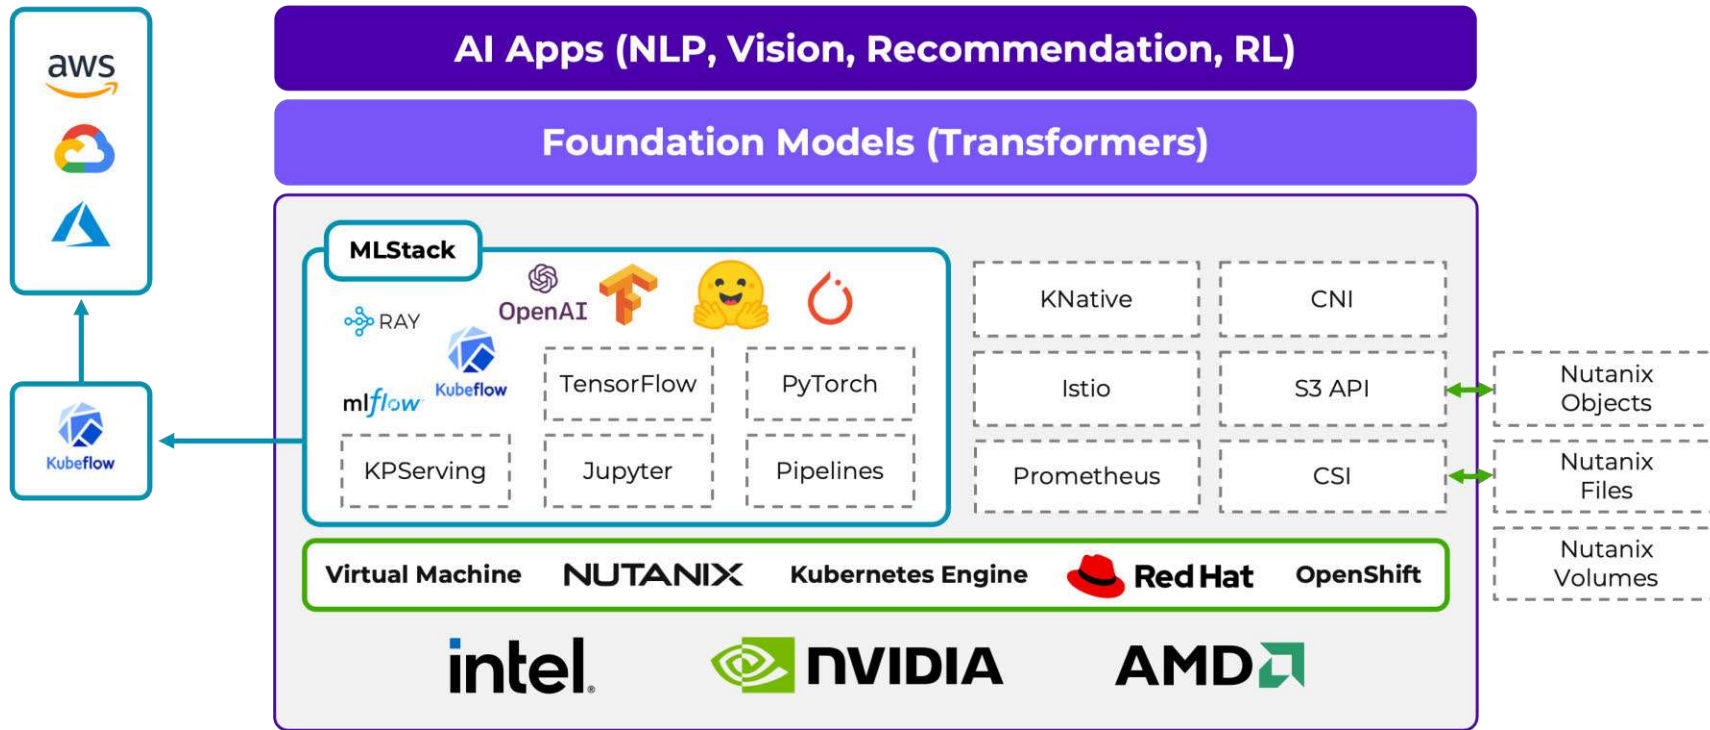 aws
AI Apps (NLP, Vision, Recommendation, RL)
Foundation Models (Transformers)
MLStack
RAY
OpenAI
Kubeflow
mlflow
TensorFlow
PyTorch
KPServing
Jupyter
Pipelines
KNative
CNI
Istio
S3 API
Prometheus
CSI
Nutanix
Objects
Nutanix
Files
Nutanix
Volumes
Kubeflow
Virtual Machine
NUTANIX
Kubernetes Engine
Red Hat
OpenShift
intel.
NVIDIA
AMD